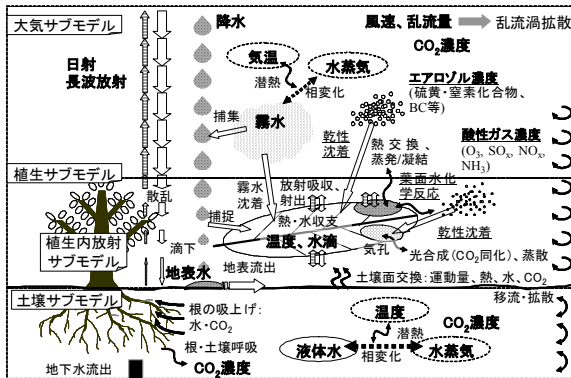 大気サブモデル
降水
風速、乱流量 乱流渦拡散
CO2濃度
日射
長波放射
気温
水蒸気
潜熱
相変化
エアロゾル濃度
(硫黄・窒素化合物、
BC等)
捕集
霧水
乾性
沈着
熱交換、
蒸発/凝結
酸性ガス濃度
(O3, SOx, NOx,
NH3)
植生サブモデル
散乱
霧水
沈着
放射吸収、
射出
葉面水化
学反応
捕捉
熱・水収支
乾性沈着
植生内放射
サブモデル
温度、水滴
気孔
滴下
光合成(CO2同化)、蒸散
地表水
地表流出
土壌面交換: 運動量、熱、水、CO2
土壌サブモデル
移流・拡散
根の吸上げ:
水・CO2
温度
CO2濃度
潜熱
液体水
相変化
水蒸気
根・土壌呼吸
CO2濃度
地下水流出